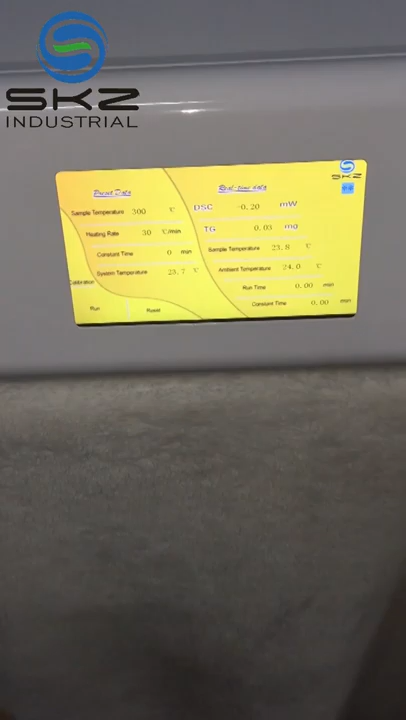 SKZ
INDUSTRIAL
SKZ
Preset Data
Sample Temperature 300 ℃
Heating Rate 30 ℃/min
Constant Time 0 min
System Temperature 23.7 ℃
Calibration
Run
Reset
Real-time data
DSC -0.20 mW
TG 0.03 mg
Sample Temperature 23.8 ℃
Ambient Temperature 24.0 ℃
Run Time 0.00 min
Constant Time 0.00 min